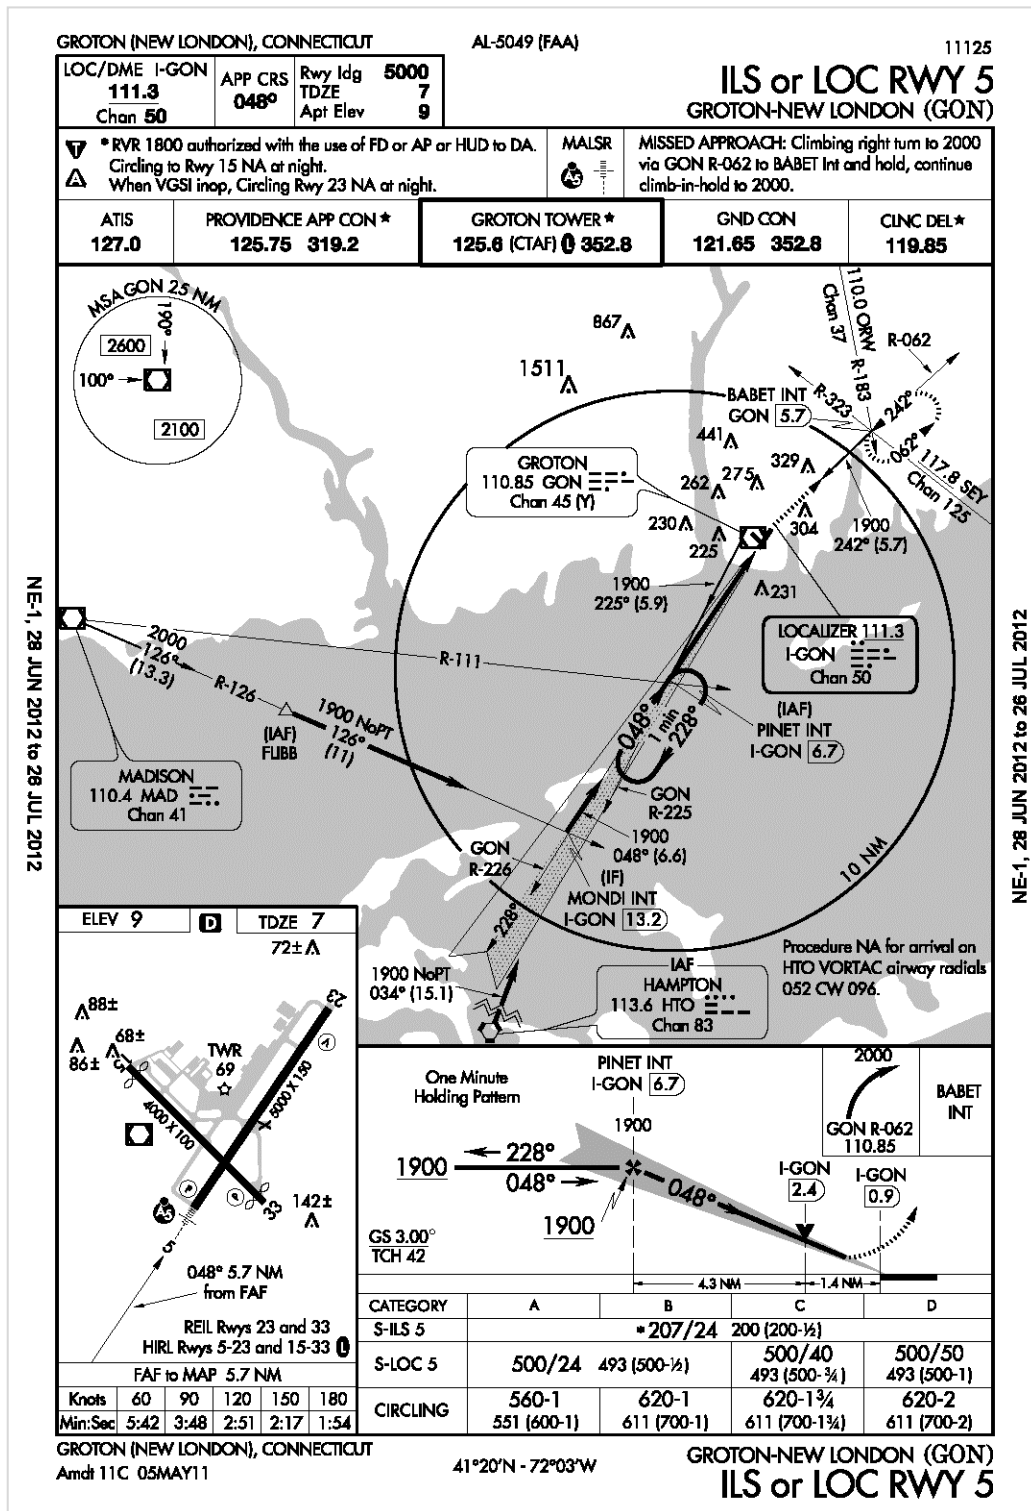 GROTON (NEW LONDON), CONNECTICUT
AL-5049 (FAA)
11125
ILS or LOC RWY 5
GROTON-NEW LONDON (GON)
LOC/DME I-GON
111.3
Chan 50
APP CRS
048°
Rwy ldg 5000
TDZE 7
Apt Elev 9
T
A
* RVR 1800 authorized with the use of FD or AP or HUD to DA.
Circling to Rwy 15 NA at night.
When VGSI inop, Circling Rwy 23 NA at night.
MALSR
A5
MISSED APPROACH: Climbing right turn to 2000
via GON R-062 to BABET Int and hold, continue
climb-in-hold to 2000.
ATIS
127.0
PROVIDENCE APP CON★
125.75 319.2
GROTON TOWER★
125.6 (CTAF) L 352.8
GND CON
121.65 352.8
CLNC DEL★
119.85
MSA GON 25 NM
190°
2600
100°
2100
867
1511
110.0 ORW
Chan 37
R-183
R-062
R-323
BABET INT
GON 5.7
242°
062°
117.8 SEY
Chan 125
441
329
275
262
GROTON
110.85 GON
Chan 45 (Y)
230
225
304
1900
242° (5.7)
1900
225° (5.9)
231
LOCALIZER 111.3
I-GON
Chan 50
2000
126°
(13.3)
R-126
R-111
(IAF)
FLIBB
1900 NoPT
126°
(11)
048°
1 min
228°
(IAF)
PINET INT
I-GON 6.7
MADISON
110.4 MAD
Chan 41
GON
R-225
1900
048° (6.6)
GON
R-226
(IF)
MONDI INT
I-GON 13.2
10 NM
228°
1900 NoPT
034° (15.1)
IAF
HAMPTON
113.6 HTO
Chan 83
Procedure NA for arrival on
HTO VORTAC airway radials
052 CW 096.
NE-1, 28 JUN 2012 to 26 JUL 2012
NE-1, 28 JUN 2012 to 26 JUL 2012
ELEV 9
D
TDZE 7
72±
88±
68±
86±
15
23
TWR
69
4000 X 100
5000 X 150
V
P
P
33
142±
A5
5
048° 5.7 NM
from FAF
REIL Rwys 23 and 33
HIRL Rwys 5-23 and 15-33 L
FAF to MAP 5.7 NM
Knots 60 90 120 150 180
Min:Sec 5:42 3:48 2:51 2:17 1:54
One Minute
Holding Pattern
PINET INT
I-GON 6.7
1900
2000
GON R-062
110.85
BABET
INT
1900
228°
048°
048°
1900
I-GON
2.4
I-GON
0.9
GS 3.00°
TCH 42
4.3 NM
1.4 NM
CATEGORY A B C D
S-ILS 5 *207/24 200 (200-½)
S-LOC 5 500/24 493 (500-½) 500/40 493 (500-¾) 500/50 493 (500-1)
CIRCLING 560-1 551 (600-1) 620-1 611 (700-1) 620-1¾ 611 (700-1¾) 620-2 611 (700-2)
GROTON (NEW LONDON), CONNECTICUT
Amdt 11C 05MAY11
41°20'N - 72°03'W
GROTON-NEW LONDON (GON)
ILS or LOC RWY 5